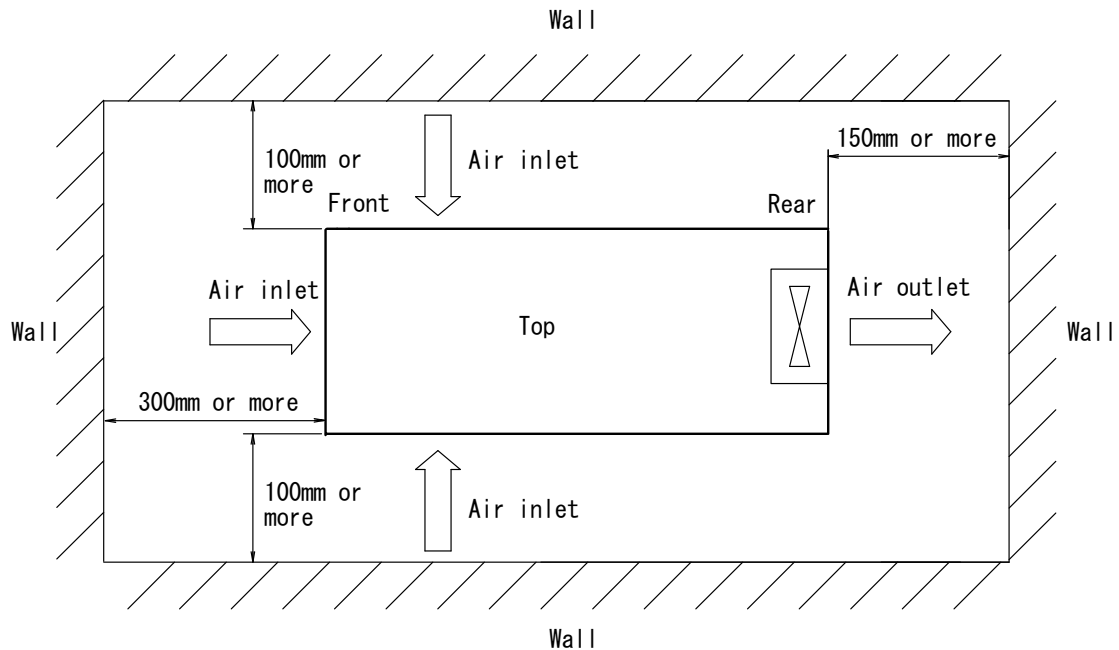 Wall
150mm or more
100mm or
more
Air inlet
Front
Rear
Air inlet
Air outlet
Wall
Top
Wall
300mm or more
100mm or
more
Air inlet
Wall